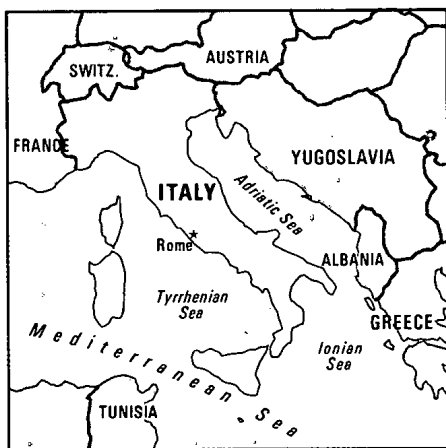 AUSTRIA
SWITZ.
FRANCE
YUGOSLAVIA
ITALY
Adriatic Sea
Rome
ALBANIA
Tyrrhenian
Sea
GREECE
Mediterranean Sea
Ionian
Sea
TUNISIA